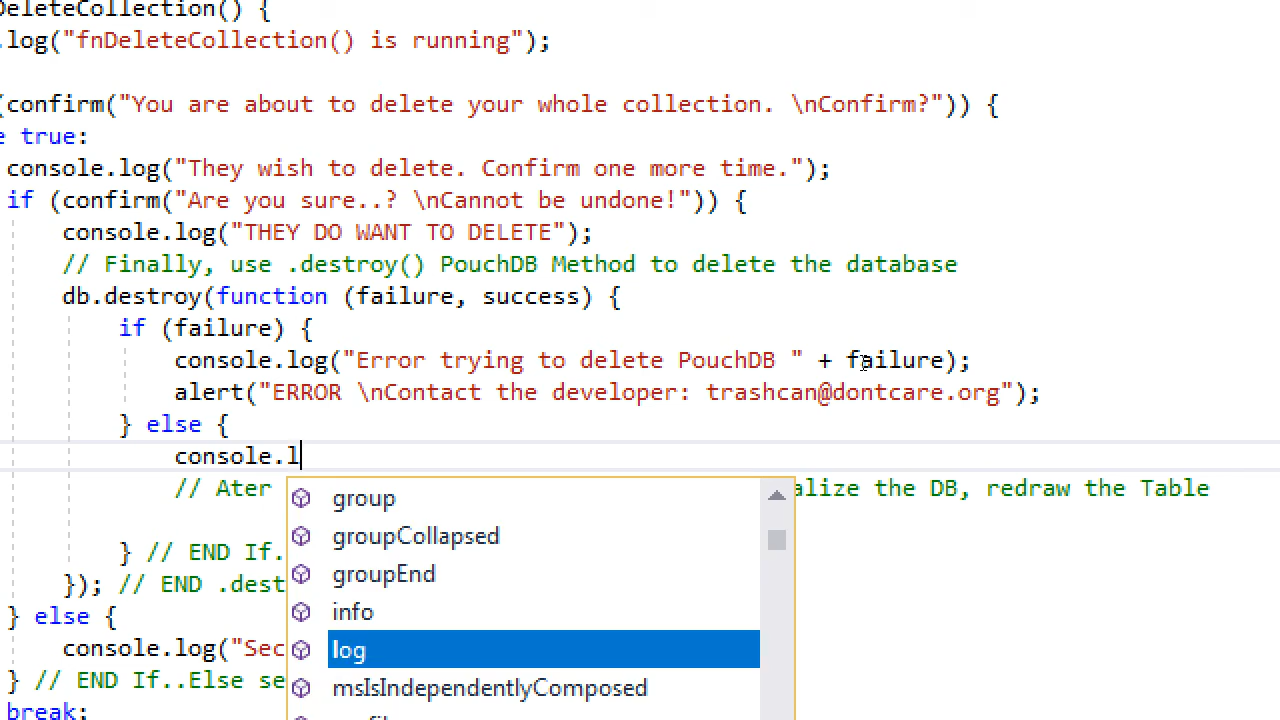 DeleteCollection() {
.log("fnDeleteCollection() is running");
(confirm("You are about to delete your whole collection. \nConfirm?")) {
e true:
console.log("They wish to delete. Confirm one more time.");
if (confirm("Are you sure..? \nCannot be undone!")) {
console.log("THEY DO WANT TO DELETE");
// Finally, use .destroy() PouchDB Method to delete the database
db.destroy(function (failure, success) {
if (failure) {
console.log("Error trying to delete PouchDB " + failure);
alert("ERROR \nContact the developer: trashcan@dontcare.org");
} else {
console.l
// Ater alize the DB, redraw the Table
group
groupCollapsed
} // END If.
groupEnd
}); // END .dest
info
} else {
log
console.log("Sec
} // END If..Else se
msIsIndependentlyComposed
break: